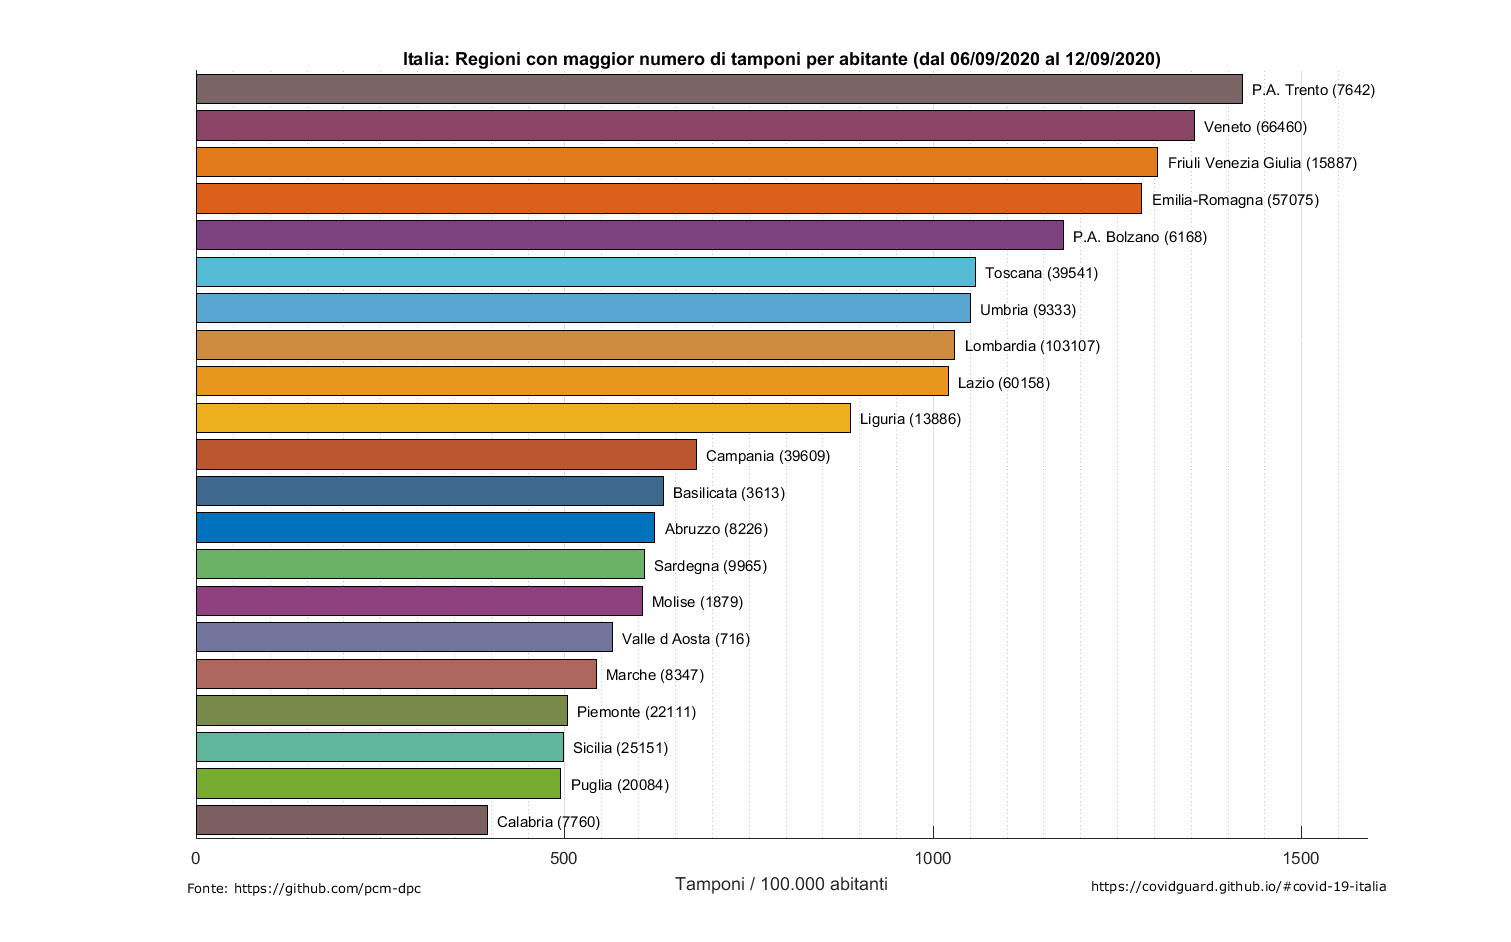 Italia: Regioni con maggior numero di tamponi per abitante (dal 06/09/2020 al 12/09/2020)
P.A. Trento (7642)
Veneto (66460)
Friuli Venezia Giulia (15887)
Emilia-Romagna (57075)
P.A. Bolzano (6168)
Toscana (39541)
Umbria (9333)
Lombardia (103107)
Lazio (60158)
Liguria (13886)
Campania (39609)
Basilicata (3613)
Abruzzo (8226)
Sardegna (9965)
Molise (1879)
Valle d Aosta (716)
Marche (8347)
Piemonte (22111)
Sicilia (25151)
Puglia (20084)
Calabria (7760)
0 500 1000 1500
Tamponi / 100.000 abitanti
Fonte: https://github.com/pcm-dpc
https://covidguard.github.io/#covid-19-italia